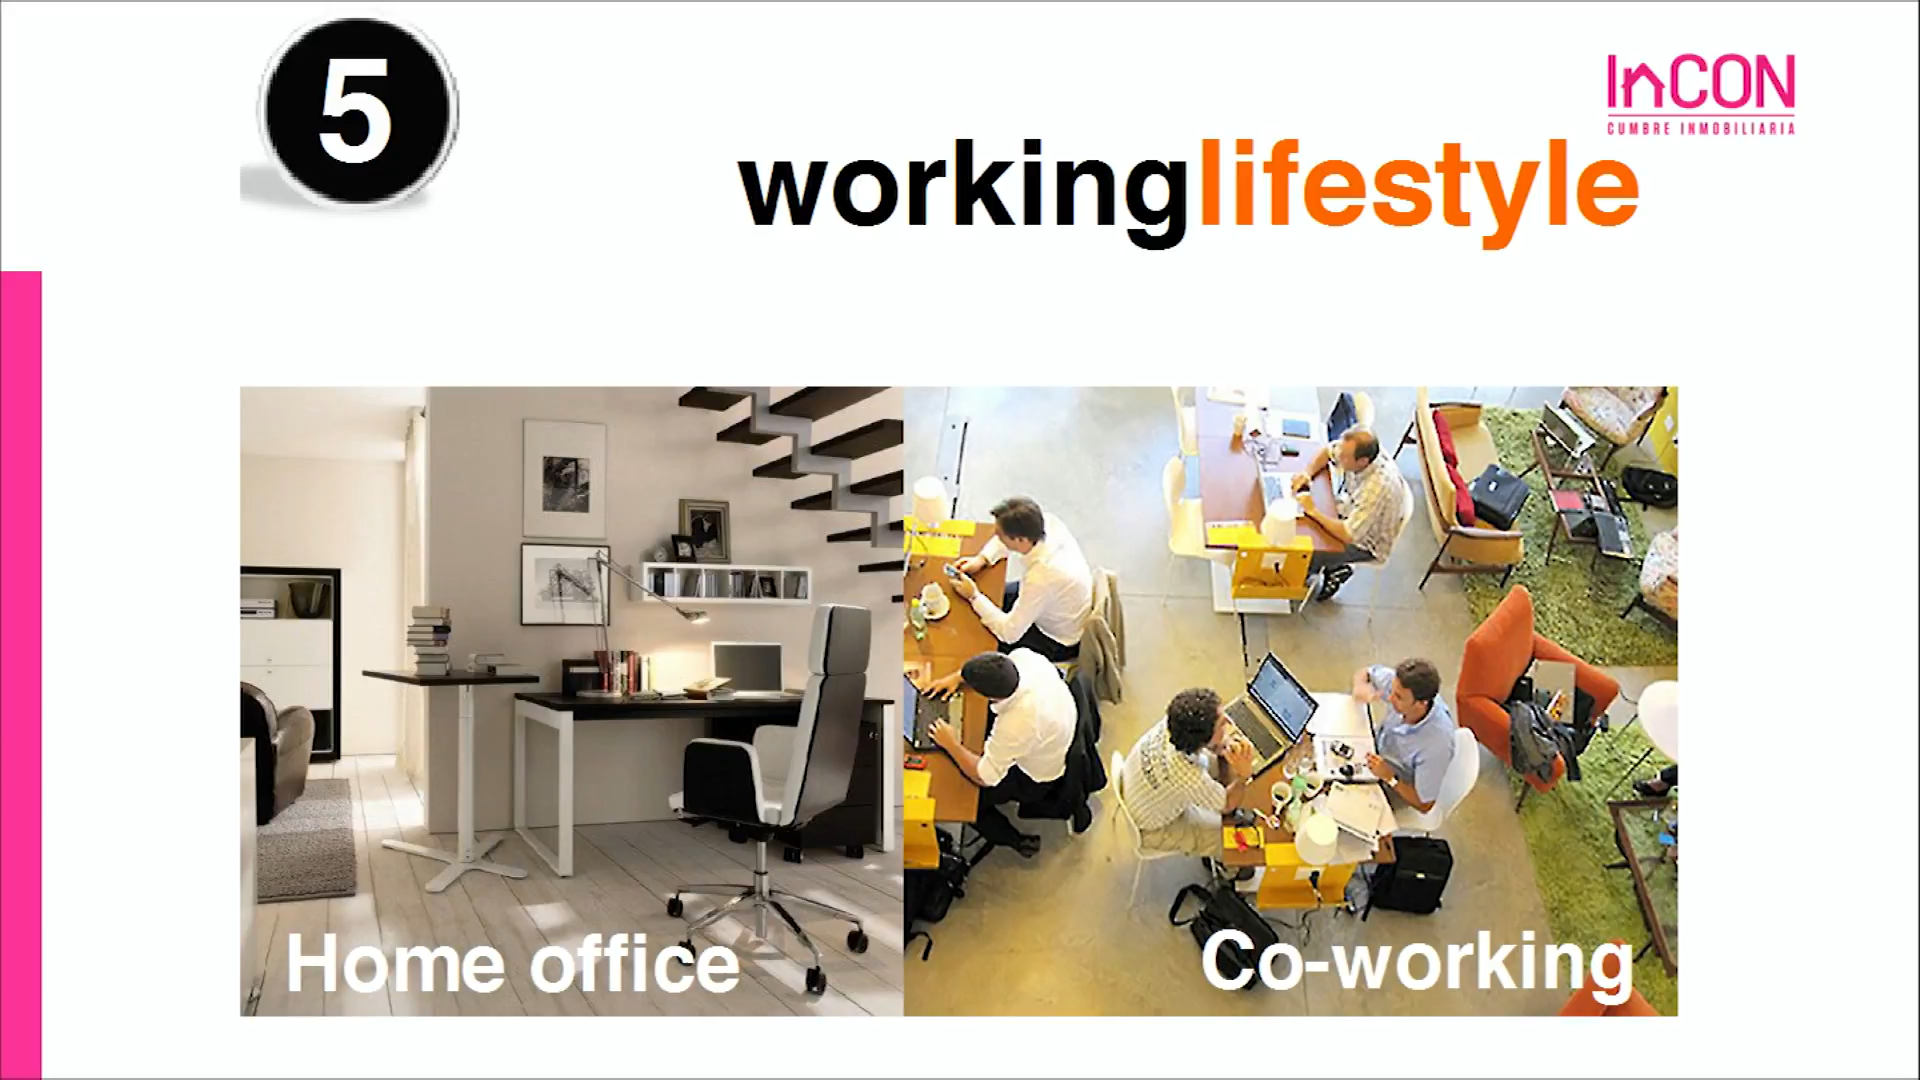 5
InCON
CUMBRE INMOBILIARIA
workinglifestyle
Home office
Co-working